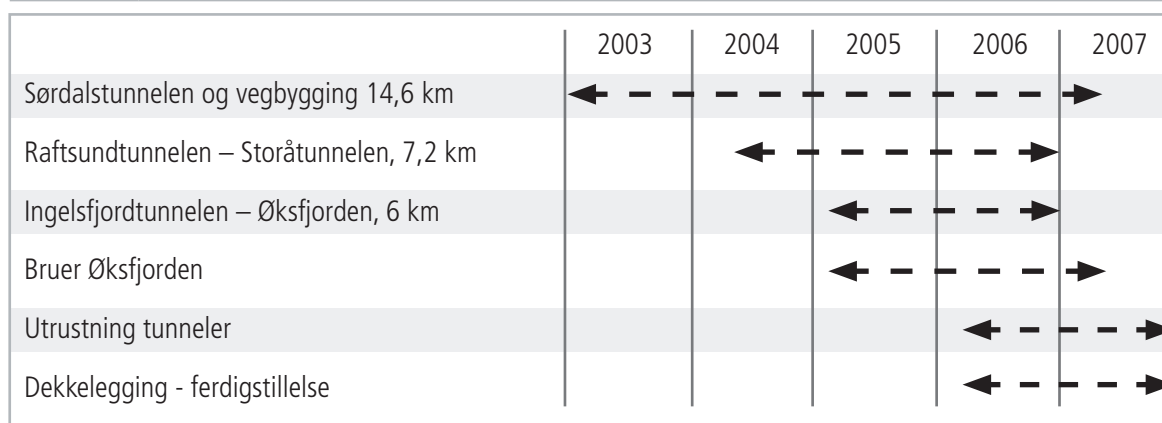 2003 2004 2005 2006 2007
Sørdalstunnelen og vegbygging 14,6 km
Raftsundtunnelen – Storåtunnelen, 7,2 km
Ingelsfjordtunnelen – Øksfjorden, 6 km
Bruer Øksfjorden
Utrustning tunneler
Dekkelegging - ferdigstillelse